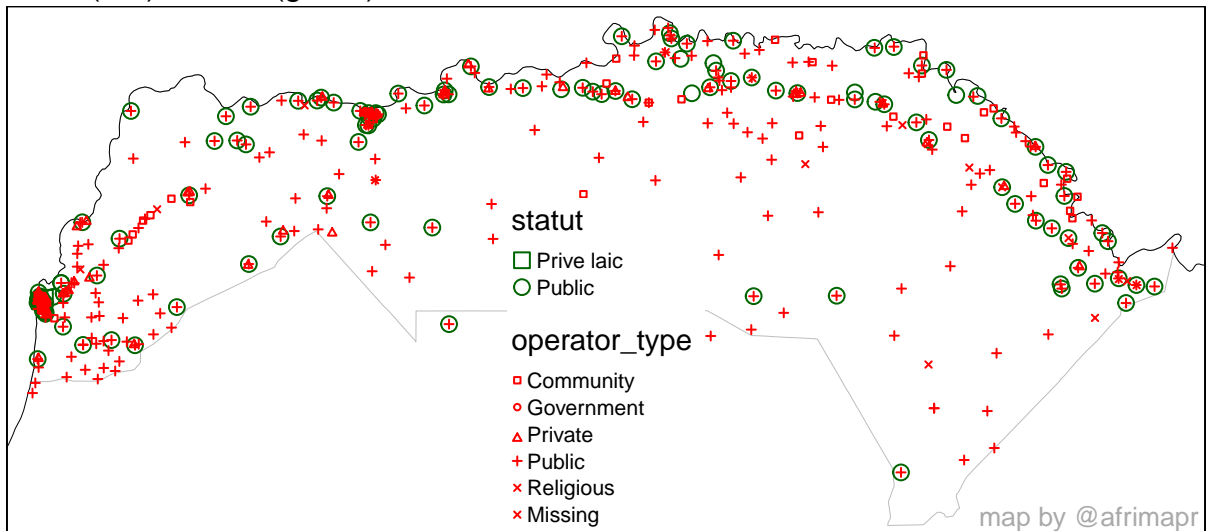 statut
Prive laic
Public
operator_type
Community
Government
Private
Public
Religious
Missing
map by @afrimapr